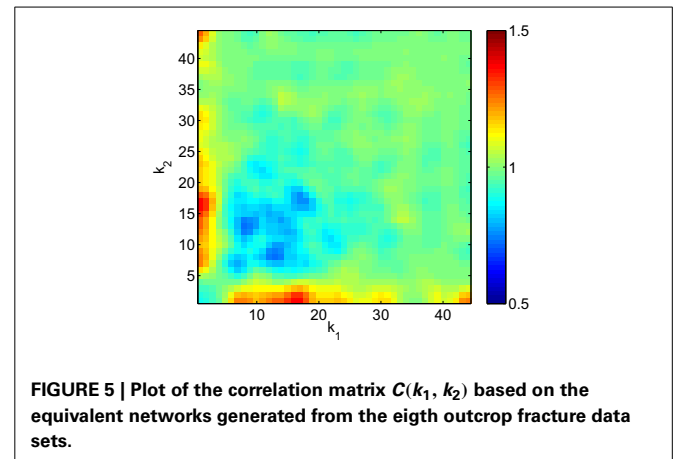 40
35
30
25
20
15
10
5
k2
10 20 30 40
k1
1.5
1
0.5
FIGURE 5 | Plot of the correlation matrix C(k1, k2) based on the
equivalent networks generated from the eigth outcrop fracture data
sets.